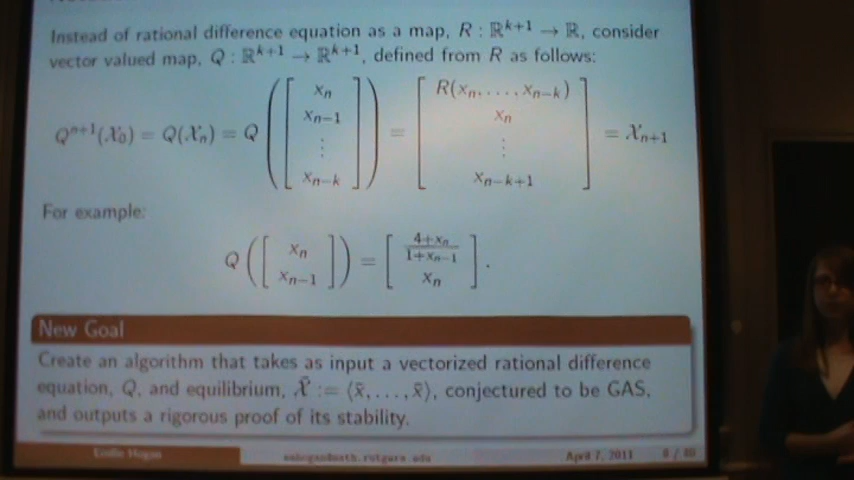 Instead of rational difference equation as a map, R : ℝ^{k+1} → ℝ, consider
vector valued map, Q : ℝ^{k+1} → ℝ^{k+1}, defined from R as follows:
Q^{n+1}(𝒳_0) = Q(𝒳_n) = Q([x_n x_{n-1} ⋮ x_{n-k}]) = [R(x_n, . . . , x_{n-k}) x_n ⋮ x_{n-k+1}] = 𝒳_{n+1}
For example:
Q([x_n x_{n-1}]) = [\frac{4+x_n}{1+x_{n-1}} x_n].
New Goal
Create an algorithm that takes as input a vectorized rational difference
equation, Q, and equilibrium, 𝒳̄ := ⟨x̄, . . . , x̄⟩, conjectured to be GAS,
and outputs a rigorous proof of its stability.
Emilie Hogan
eahogan@math.rutgers.edu
April 7, 2011